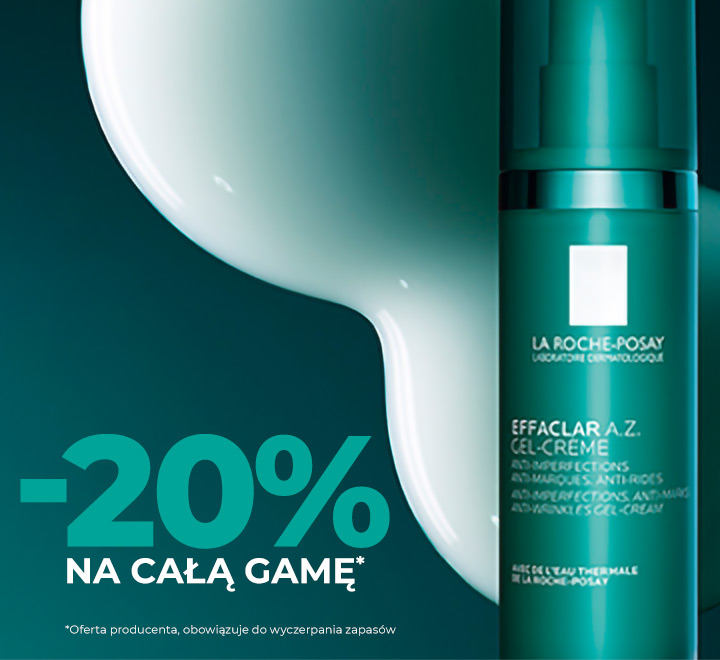 LA ROCHE-POSAY
LABORATOIRE DERMATOLOGIQUE
EFFACLAR A.Z.
GEL-CRÈME
ANTI-IMPERFECTIONS
ANTI-MARQUES, ANTI-RIDES
ANTI-IMPERFECTIONS, ANTI-MARKS
ANTI-WRINKLES GEL-CREAM
AVEC DE L'EAU THERMALE
DE LA ROCHE-POSAY
-20%
NA CAŁĄ GAMĘ*
*Oferta producenta, obowiązuje do wyczerpania zapasów